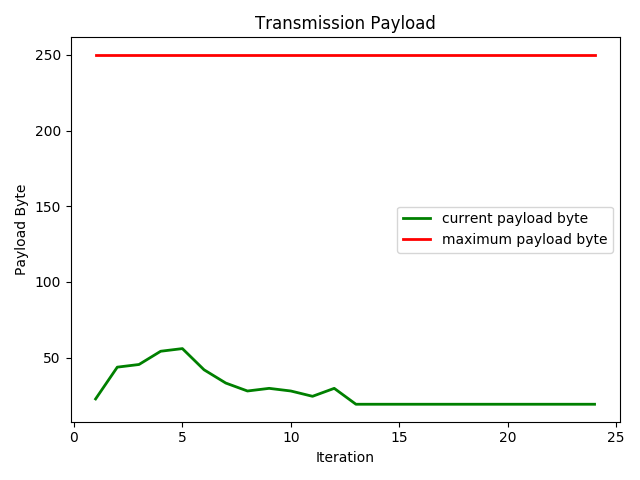 Transmission Payload
250
200
150
100
50
Payload Byte
current payload byte
maximum payload byte
0
5
10
15
20
25
Iteration